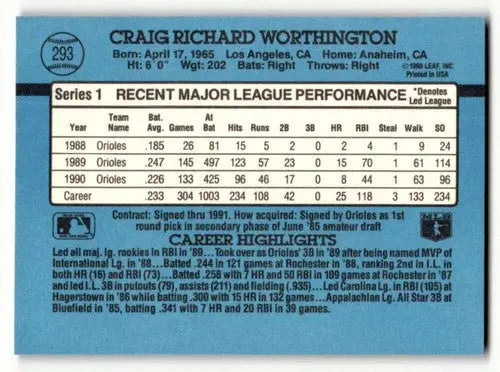 293
CRAIG RICHARD WORTHINGTON
Born: April 17, 1965 Los Angeles, CA Home: Anaheim, CA
Ht: 6' 0" Wgt: 202 Bats: Right Throws: Right
©1990 LEAF, INC.
Printed in USA
Series 1 RECENT MAJOR LEAGUE PERFORMANCE *Denotes Led League
Year Team Name Bat. Avg. Games At Bat Hits Runs 2B 3B HR RBI Steal Walk SO
1988 Orioles .185 26 81 15 5 2 0 2 4 1 9 24
1989 Orioles .247 145 497 123 57 23 0 15 70 1 61 114
1990 Orioles .226 133 425 96 46 17 0 8 44 1 63 96
Career .233 304 1003 234 108 42 0 25 118 3 133 234
Contract: Signed thru 1991. How acquired: Signed by Orioles as 1st
round pick in secondary phase of June '85 amateur draft
CAREER HIGHLIGHTS
Led all maj. lg. rookies in RBI in '89...Took over as Orioles' 3B in '89 after being named MVP of
International Lg. in '88...Batted .244 in 121 games at Rochester in '88, ranking 2nd in I.L. in
both HR (16) and RBI (73)...Batted .258 with 7 HR and 50 RBI in 109 games at Rochester in '87
and led I.L. 3B in putouts (79), assists (211) and fielding (.935)...Led Carolina Lg. in RBI (105) at
Hagerstown in '86 while batting .300 with 15 HR in 132 games...Appalachian Lg. All Star 3B at
Bluefield in '85, batting .341 with 7 HR and 20 RBI in 39 games.